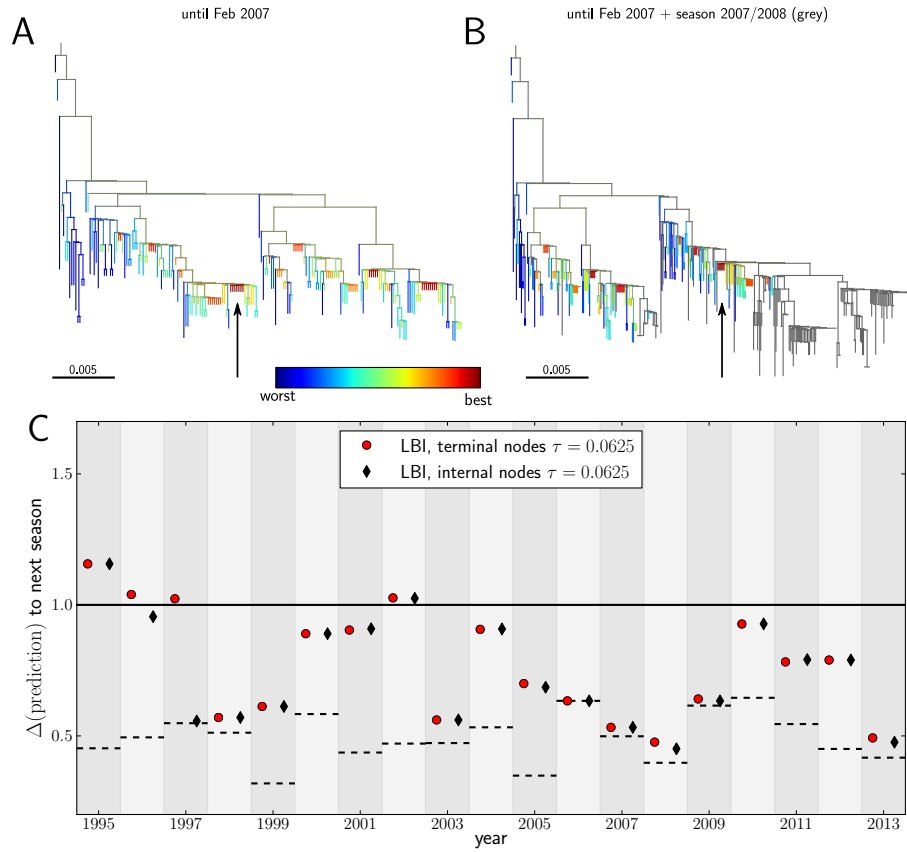 until Feb 2007
until Feb 2007 + season 2007/2008 (grey)
A
B
0.005
0.005
worst
best
C
LBI, terminal nodes τ = 0.0625
LBI, internal nodes τ = 0.0625
Δ(prediction) to next season
1.5
1.0
0.5
1995 1997 1999 2001 2003 2005 2007 2009 2011 2013
year